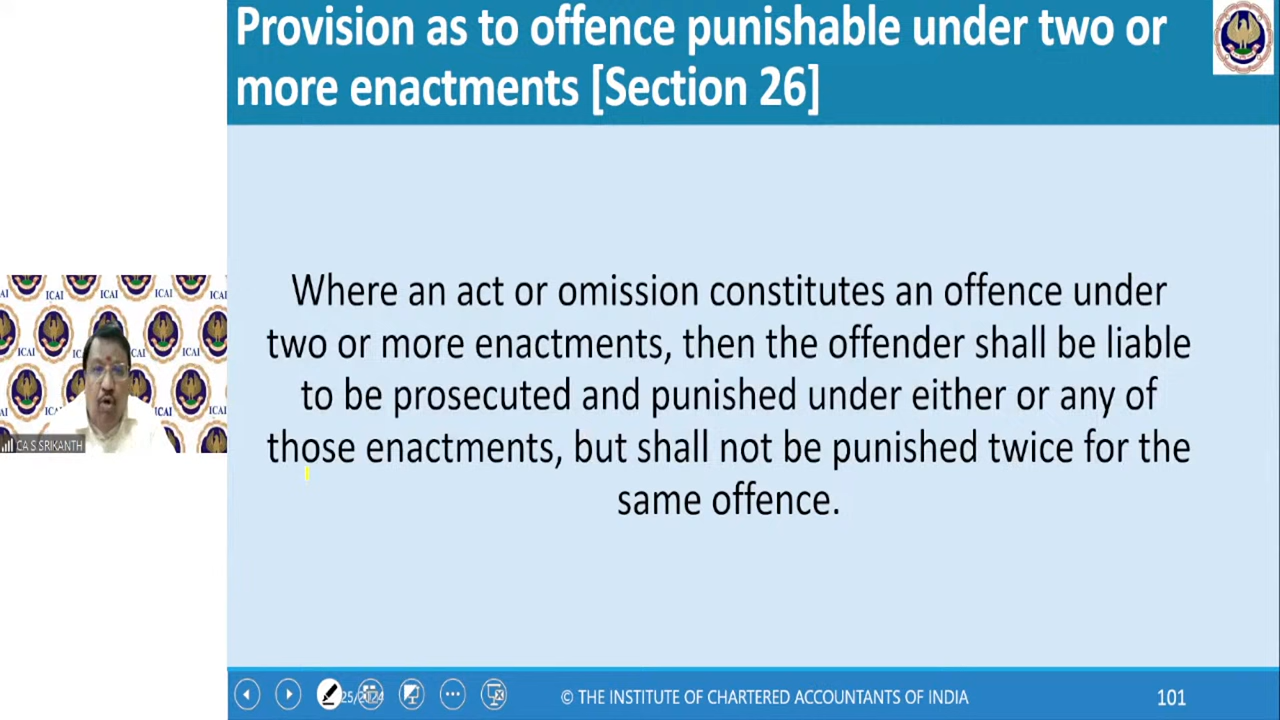 Provision as to offence punishable under two or
more enactments [Section 26]
Where an act or omission constitutes an offence under
two or more enactments, then the offender shall be liable
to be prosecuted and punished under either or any of
those enactments, but shall not be punished twice for the
same offence.
ICAI
ICAI
ICAI
ICAI
CA S SRIKANTH
© THE INSTITUTE OF CHARTERED ACCOUNTANTS OF INDIA
101